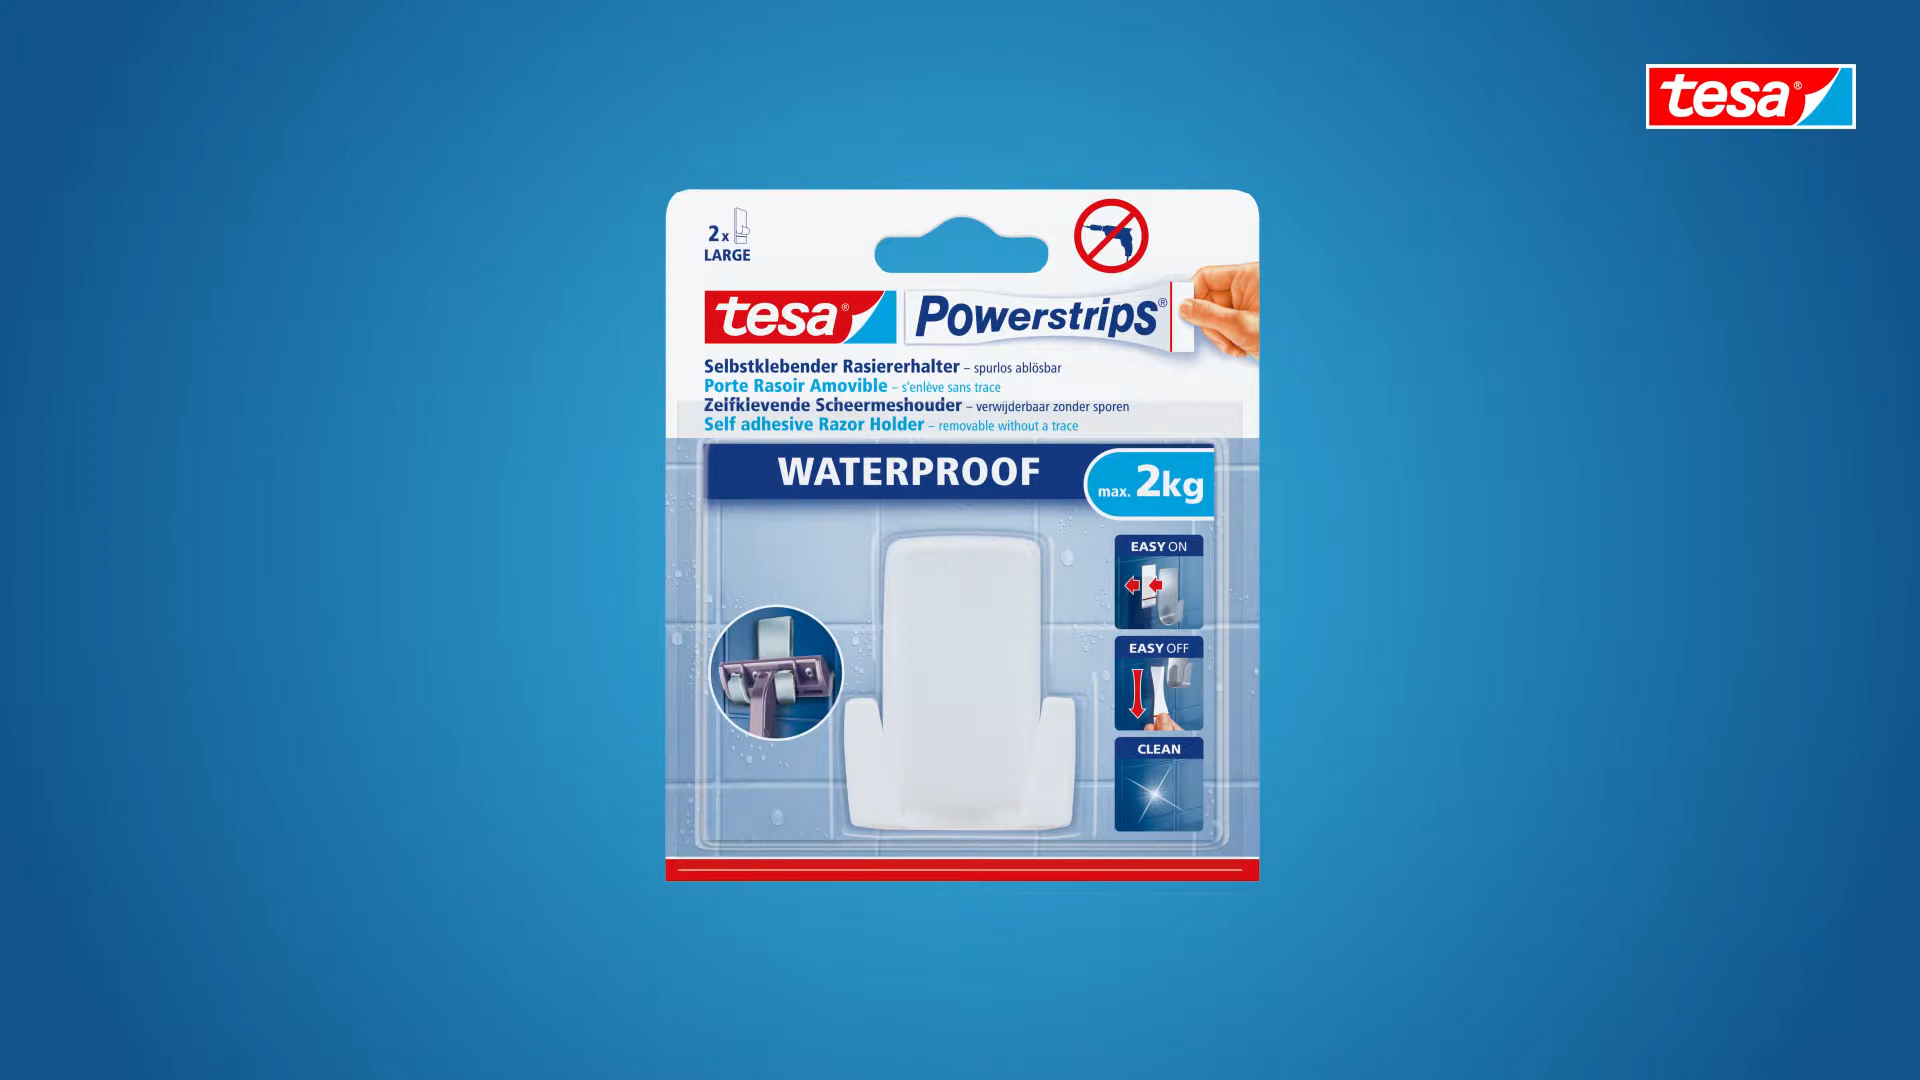 tesa®
2x
LARGE
tesa® Powerstrips®
Selbstklebender Rasiererhalter – spurlos ablösbar
Porte Rasoir Amovible – s'enlève sans trace
Zelfklevende Scheermeshouder – verwijderbaar zonder sporen
Self adhesive Razor Holder – removable without a trace
WATERPROOF
max. 2kg
EASY ON
EASY OFF
CLEAN